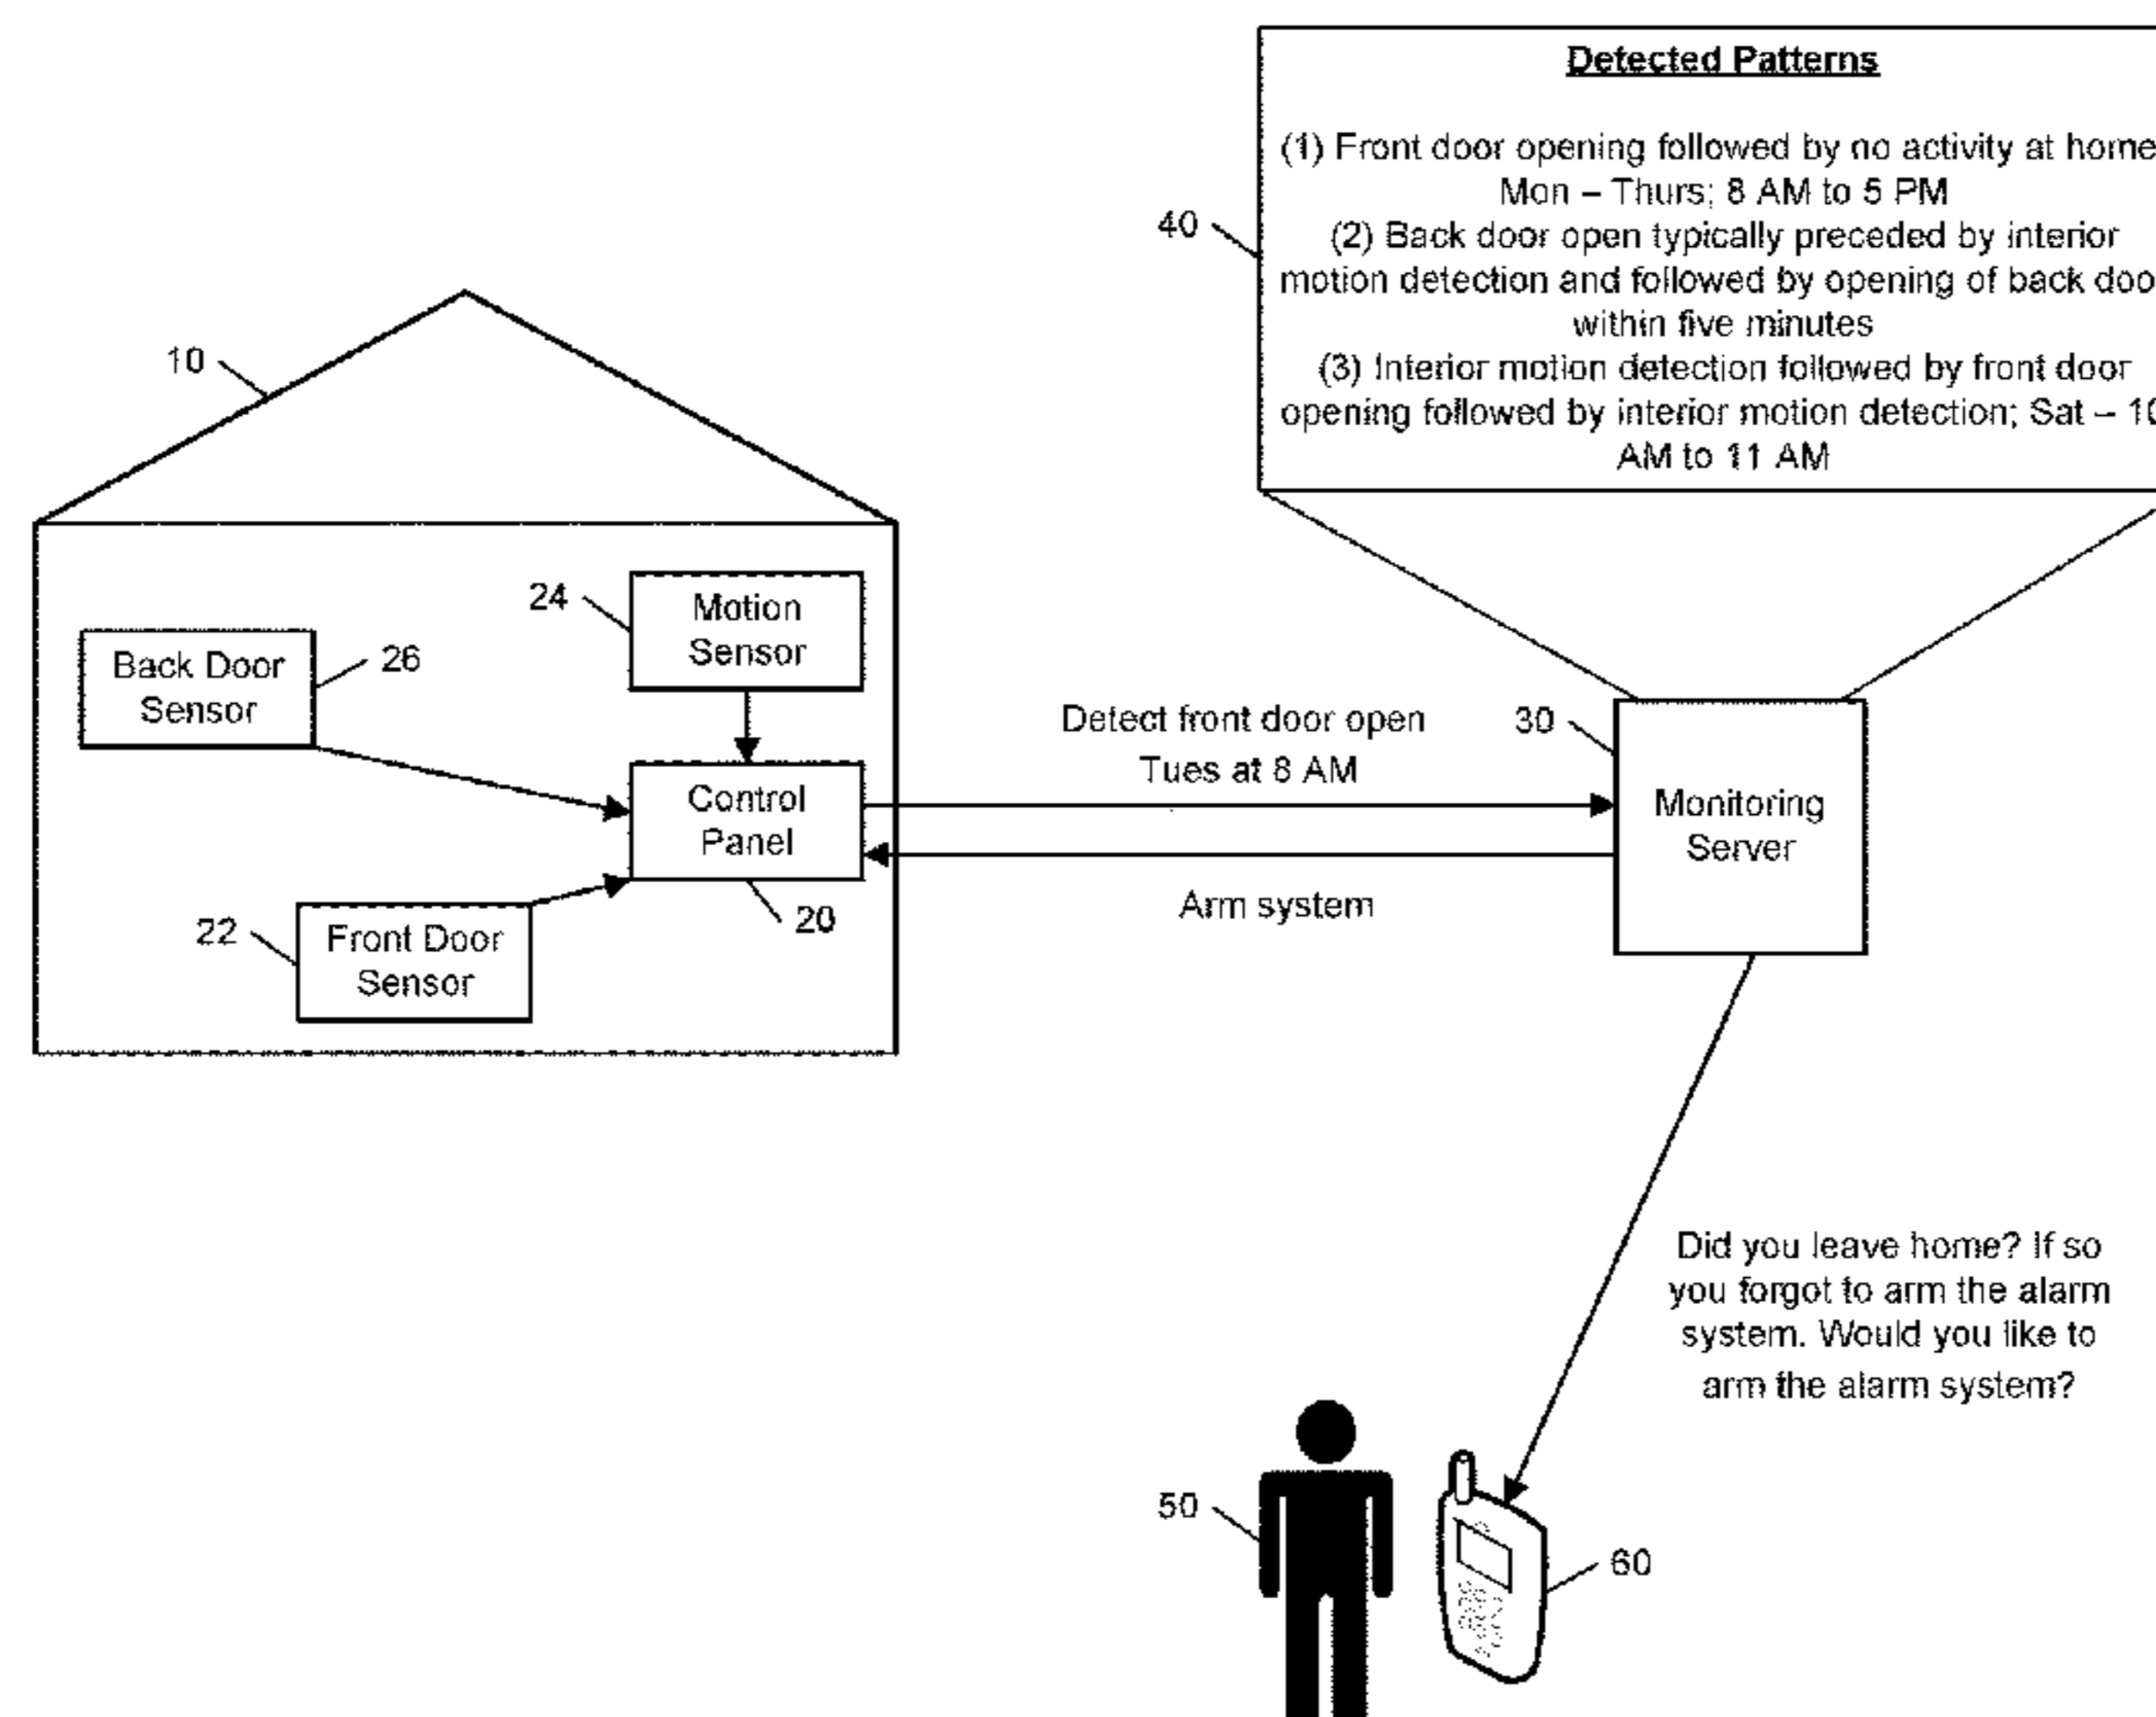 Detected Patterns
(1) Front door opening followed by no activity at home
Mon – Thurs; 8 AM to 5 PM
40
(2) Back door open typically preceded by interior
motion detection and followed by opening of back doo
within five minutes
(3) Interior motion detection followed by front door
opening followed by interior motion detection; Sat – 10
AM to 11 AM
10
24
Motion
Sensor
Back Door
Sensor
26
Detect front door open
Tues at 8 AM
30
Control
Panel
Monitoring
Server
Arm system
20
22
Front Door
Sensor
Did you leave home? If so
you forgot to arm the alarm
system. Would you like to
arm the alarm system?
50
60